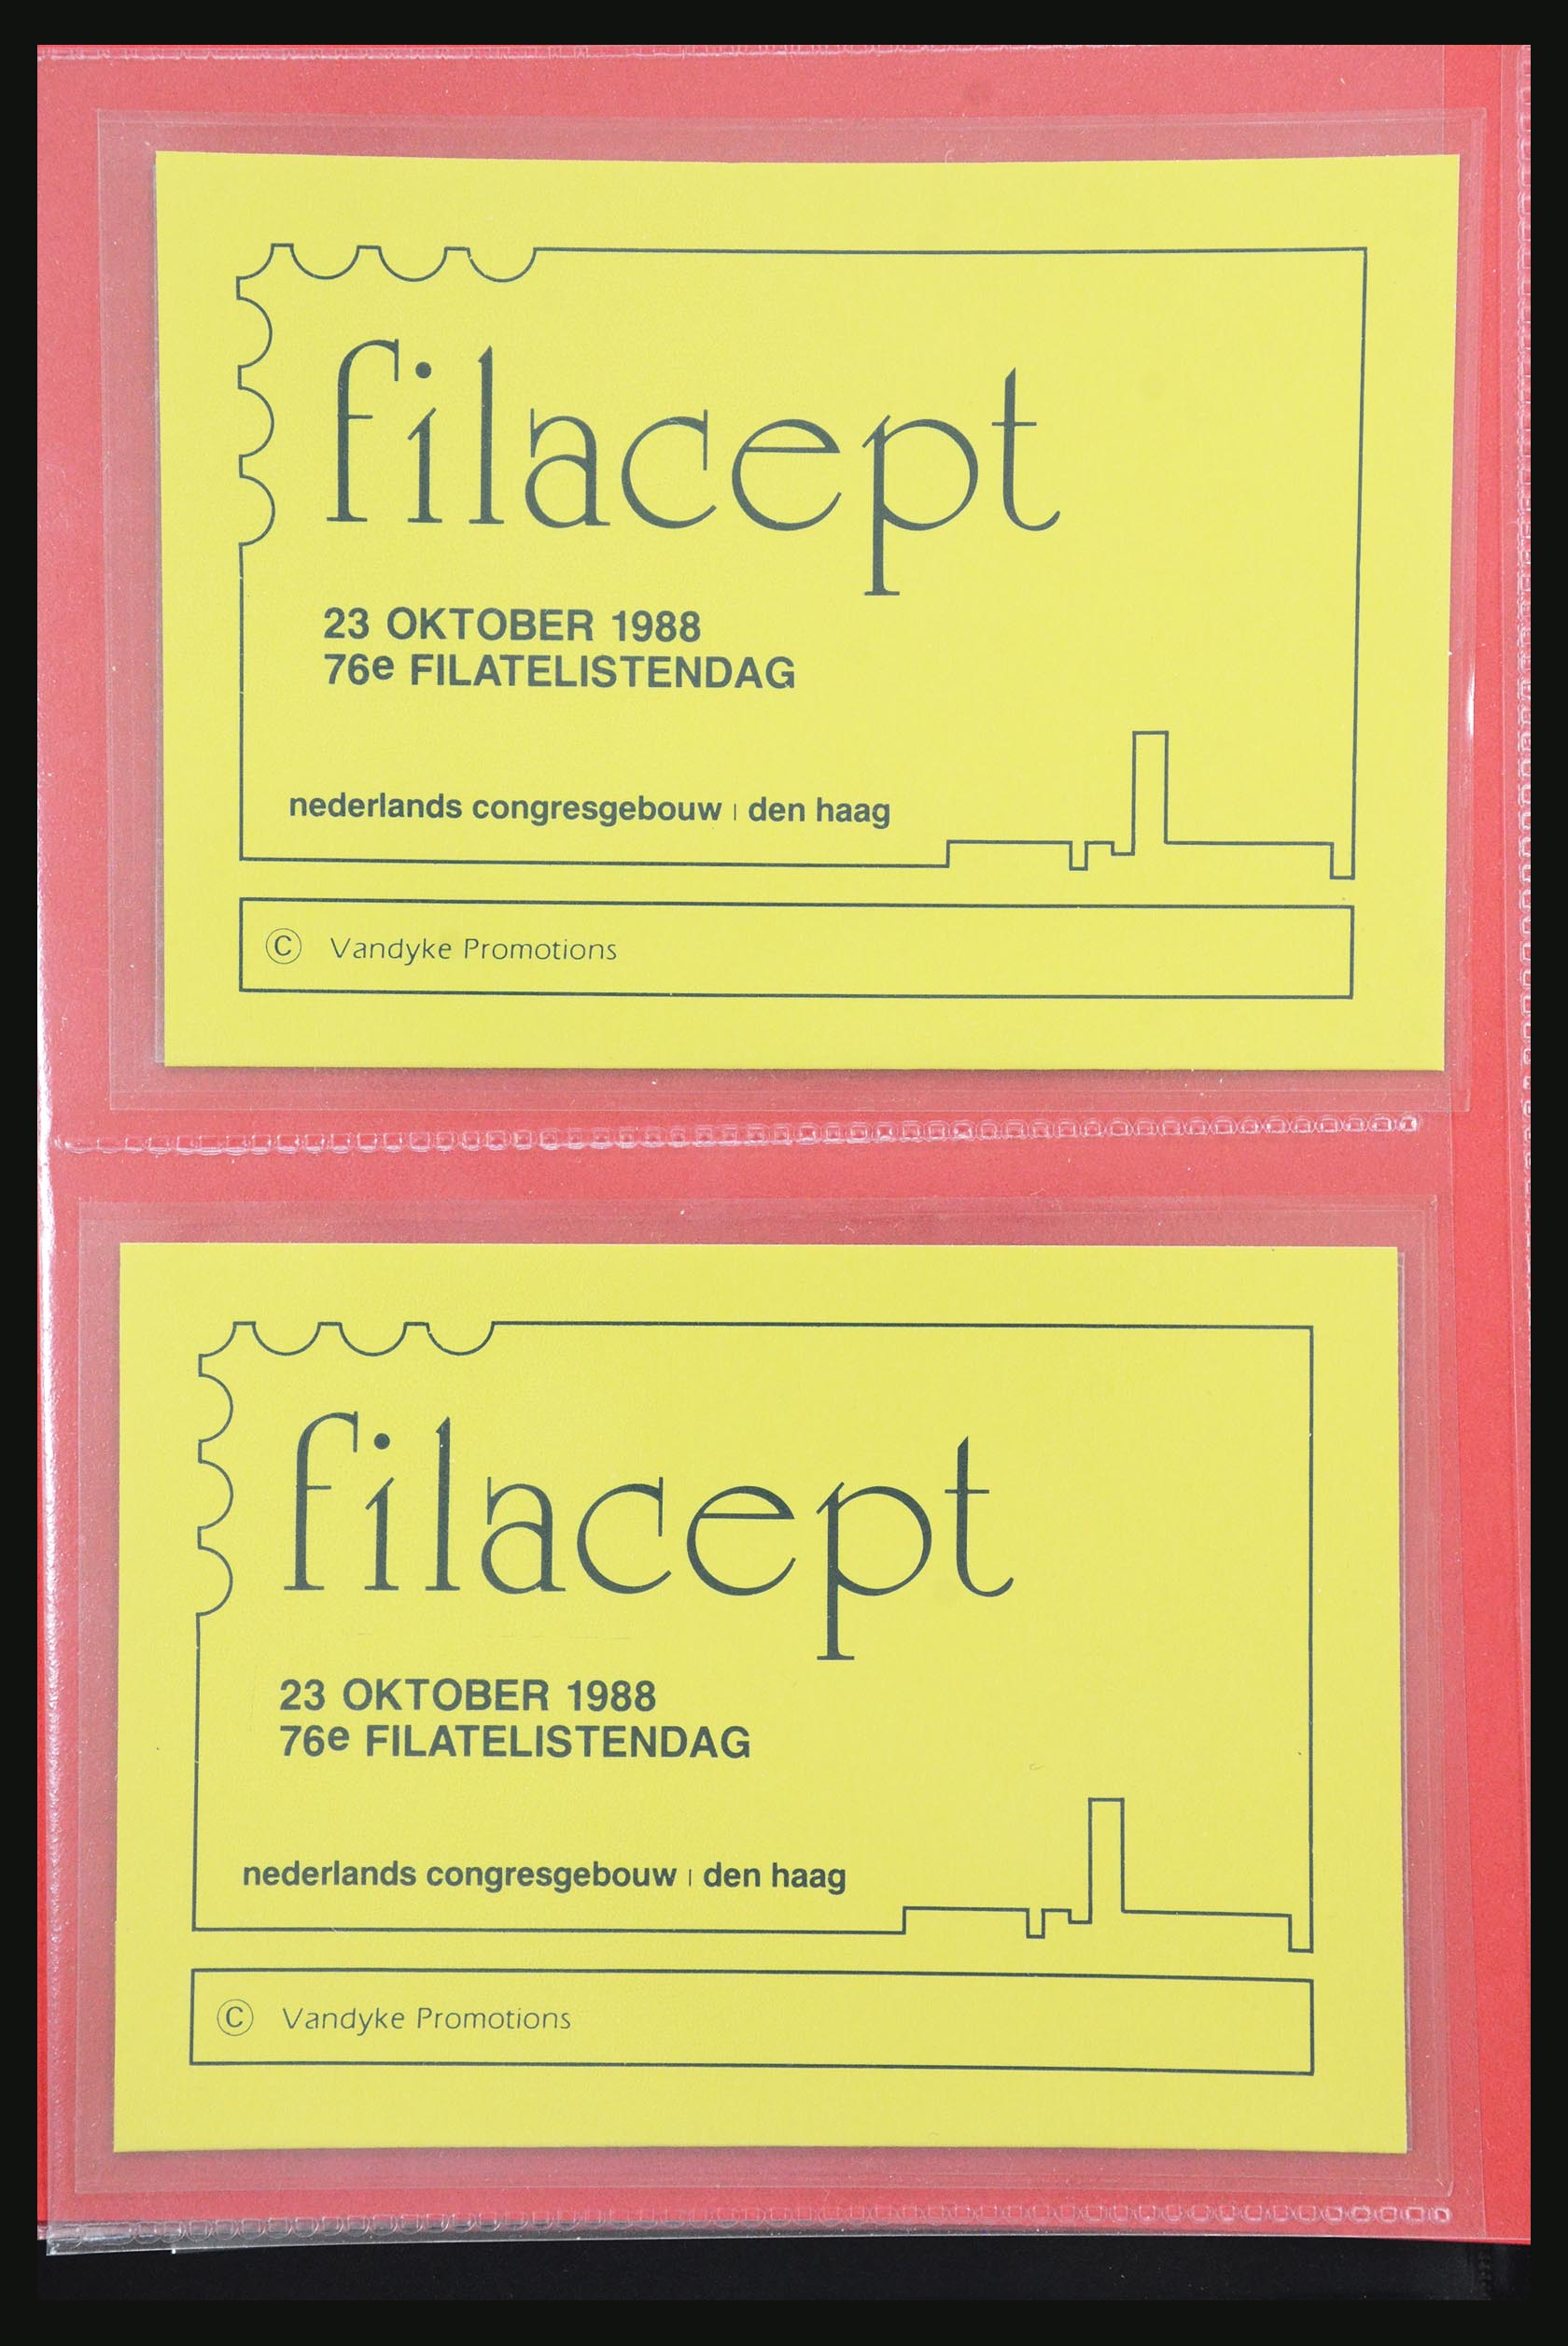 filacept
23 OKTOBER 1988
76e FILATELISTENDAG
nederlands congresgebouw | den haag
© Vandyke Promotions
filacept
23 OKTOBER 1988
76e FILATELISTENDAG
nederlands congresgebouw | den haag
© Vandyke Promotions